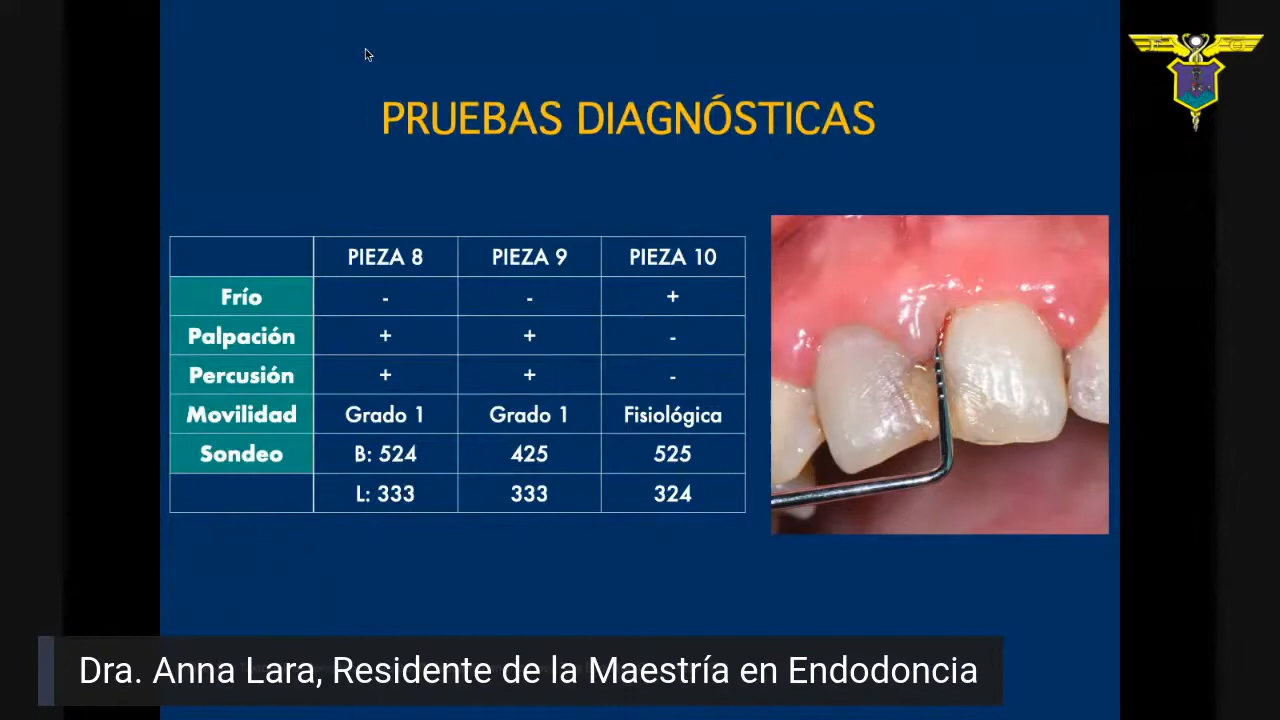 PRUEBAS DIAGNÓSTICAS
PIEZA 8 PIEZA 9 PIEZA 10
Frío - - +
Palpación + + -
Percusión + + -
Movilidad Grado 1 Grado 1 Fisiológica
Sondeo B: 524 425 525
L: 333 333 324
Dra. Anna Lara, Residente de la Maestría en Endodoncia